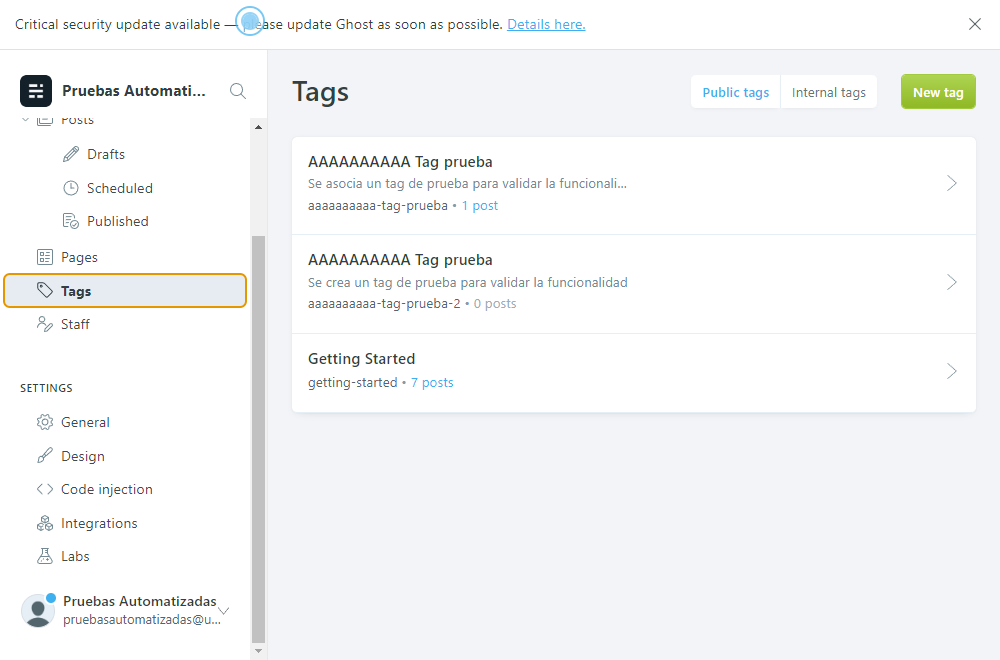 Critical security update available — please update Ghost as soon as possible. Details here.
Pruebas Automati...
Posts
Drafts
Scheduled
Published
Pages
Tags
Staff
SETTINGS
General
Design
Code injection
Integrations
Labs
Pruebas Automatizadas
pruebasautomatizadas@u...
Tags
Public tags
Internal tags
New tag
AAAAAAAAAA Tag prueba
Se asocia un tag de prueba para validar la funcionali...
aaaaaaaaaa-tag-prueba • 1 post
AAAAAAAAAA Tag prueba
Se crea un tag de prueba para validar la funcionalidad
aaaaaaaaaa-tag-prueba-2 • 0 posts
Getting Started
getting-started • 7 posts